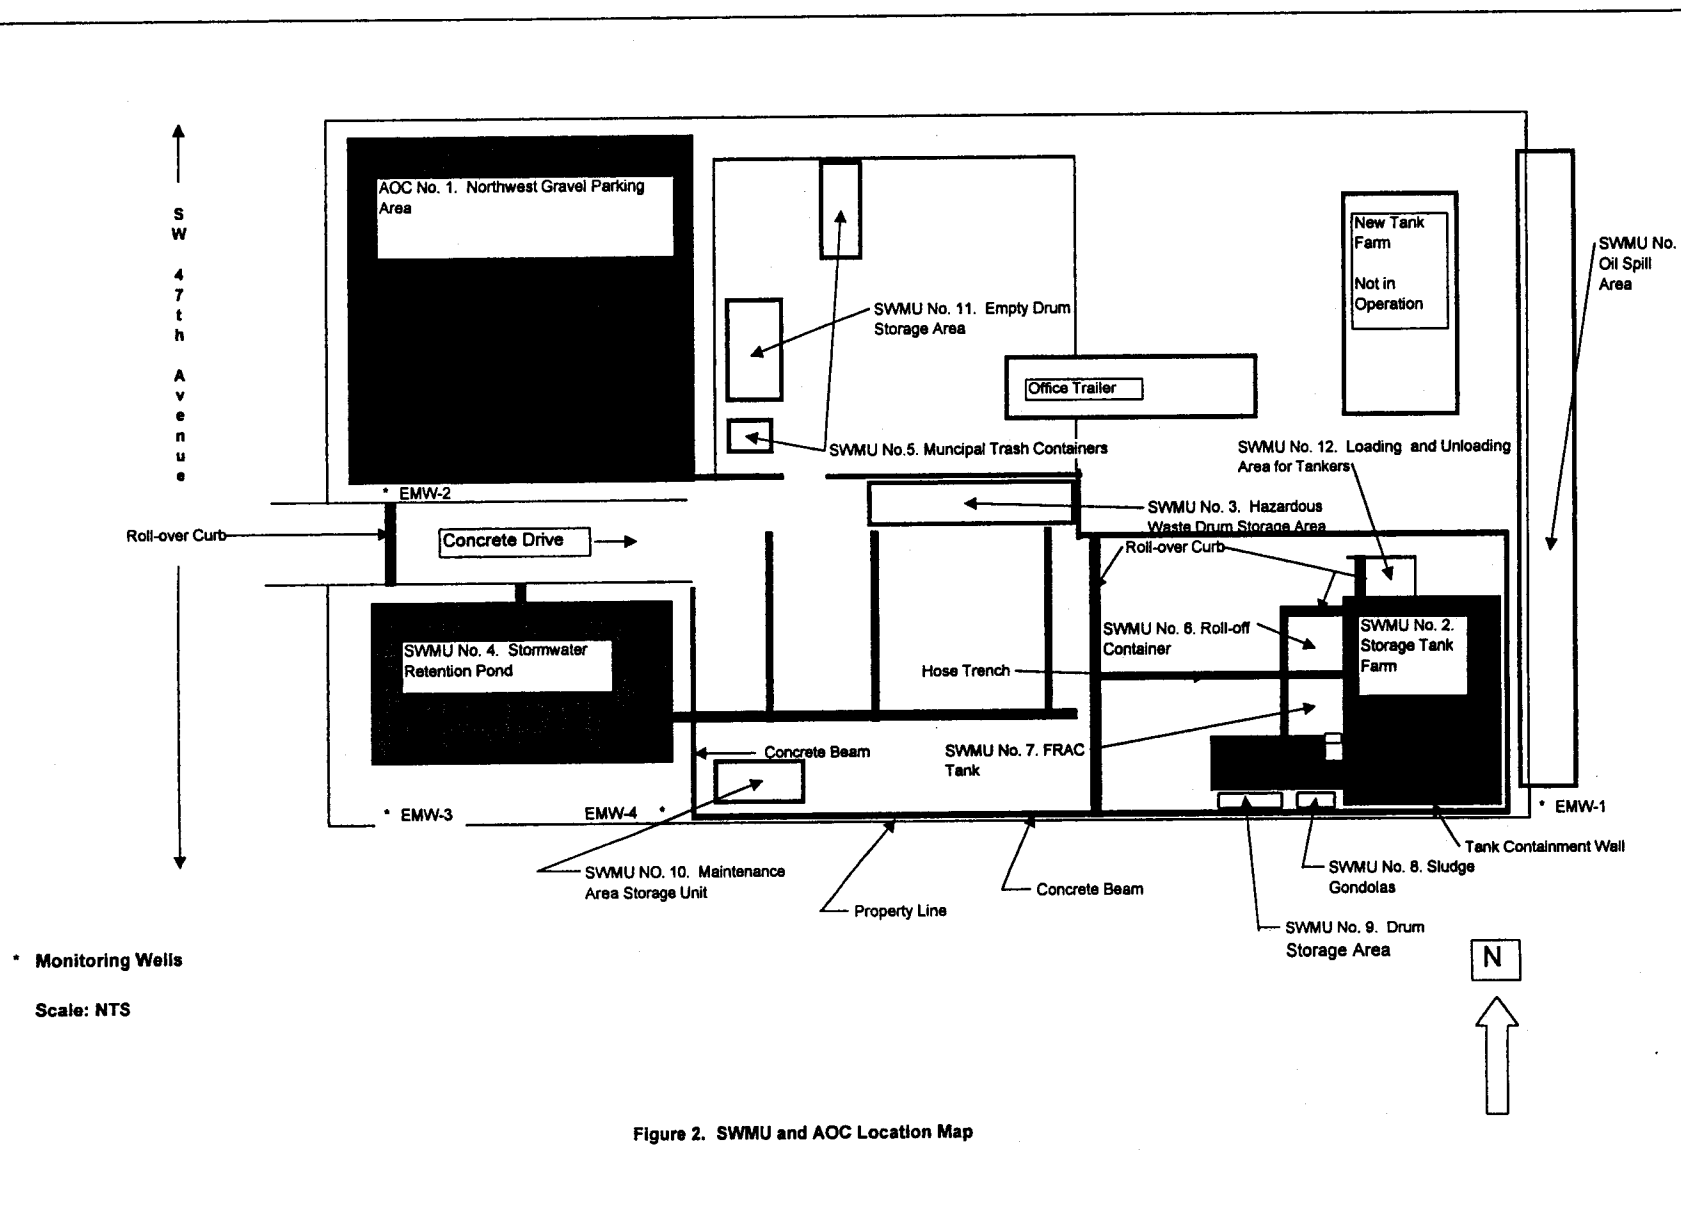 AOC No. 1. Northwest Gravel Parking
Area
New Tank
Farm
Not in
Operation
SWMU No.
Oil Spill
Area
SW 47th Avenue
SWMU No. 11. Empty Drum
Storage Area
Office Trailer
SWMU No.5. Muncipal Trash Containers
SWMU No. 12. Loading and Unloading
Area for Tankers
* EMW-2
SWMU No. 3. Hazardous
Waste Drum Storage Area
Roll-over Curb
Concrete Drive
Roll-over Curb
SWMU No. 4. Stormwater
Retention Pond
SWMU No. 6. Roll-off
Container
SWMU No. 2.
Storage Tank
Farm
Hose Trench
Concrete Beam
SWMU No. 7. FRAC
Tank
* EMW-3
EMW-4 *
* EMW-1
Tank Containment Wall
SWMU NO. 10. Maintenance
Area Storage Unit
SWMU No. 8. Sludge
Gondolas
Concrete Beam
Property Line
SWMU No. 9. Drum
Storage Area
* Monitoring Wells
N
Scale: NTS
Figure 2. SWMU and AOC Location Map